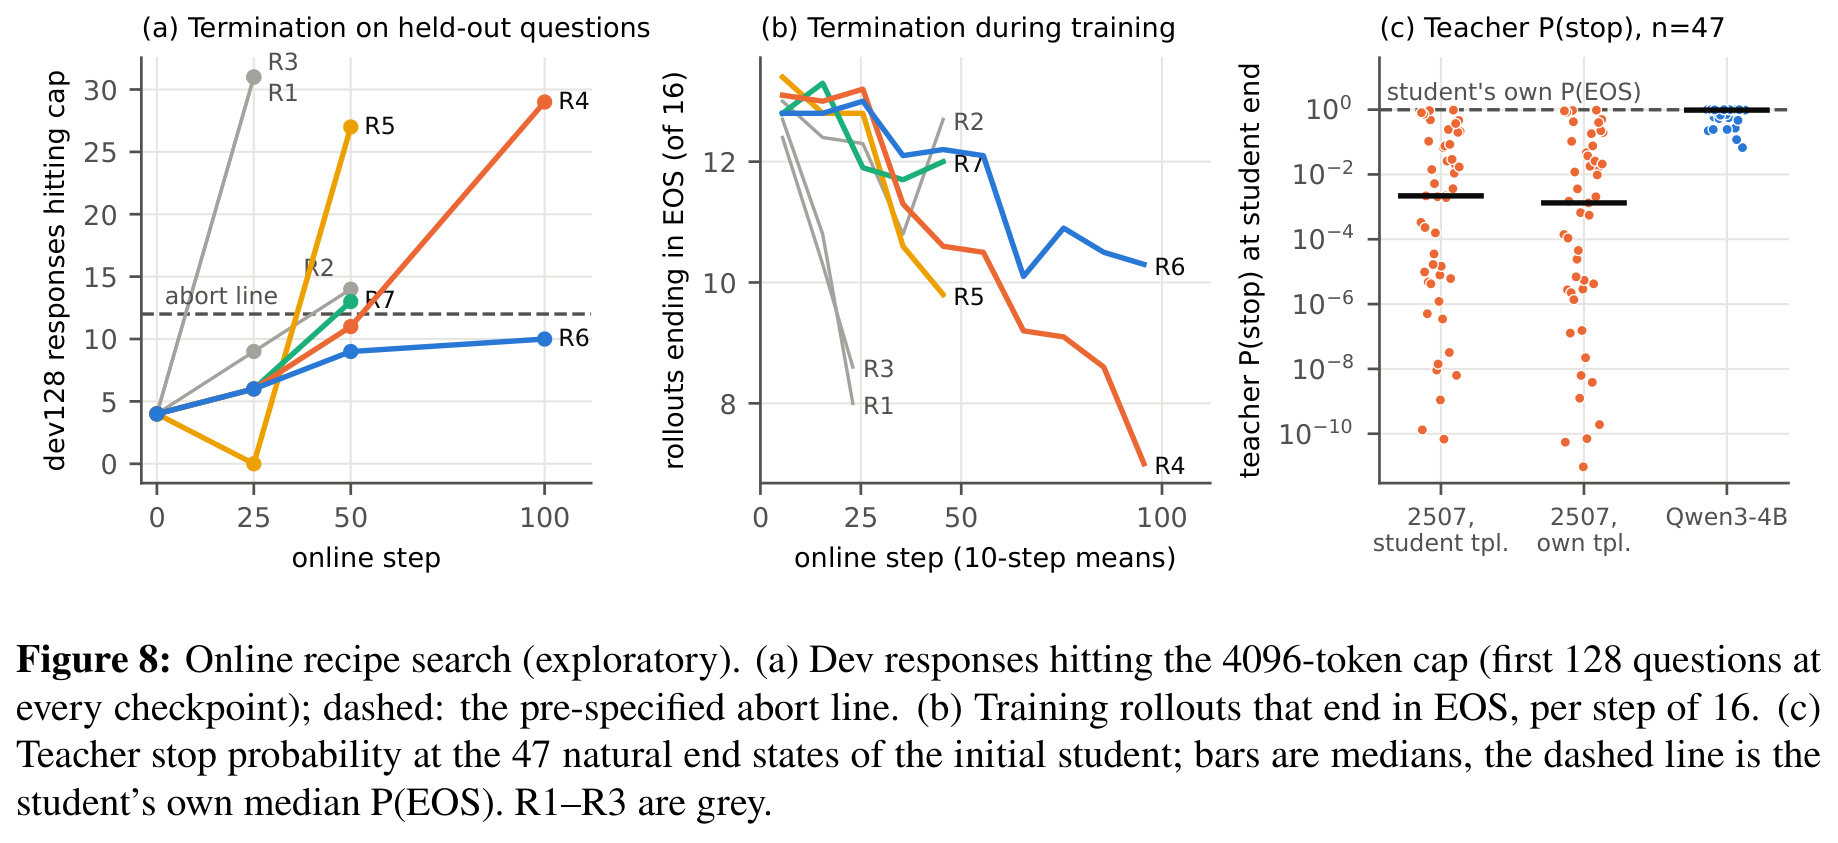 (a) Termination on held-out questions
dev128 responses hitting cap
30
25
20
15
10
5
0
R3
R1
R5
R4
R2
abort line
R7
R6
0
25
50
100
online step
(b) Termination during training
rollouts ending in EOS (of 16)
12
10
8
R2
R7
R6
R5
R3
R1
R4
0
25
50
100
online step (10-step means)
(c) Teacher P(stop), n=47
teacher P(stop) at student end
student's own P(EOS)
10⁰
10⁻²
10⁻⁴
10⁻⁶
10⁻⁸
10⁻¹⁰
2507,
student tpl.
2507,
own tpl.
Qwen3-4B
Figure 8: Online recipe search (exploratory). (a) Dev responses hitting the 4096-token cap (first 128 questions at
every checkpoint); dashed: the pre-specified abort line. (b) Training rollouts that end in EOS, per step of 16. (c)
Teacher stop probability at the 47 natural end states of the initial student; bars are medians, the dashed line is the
student’s own median P(EOS). R1–R3 are grey.